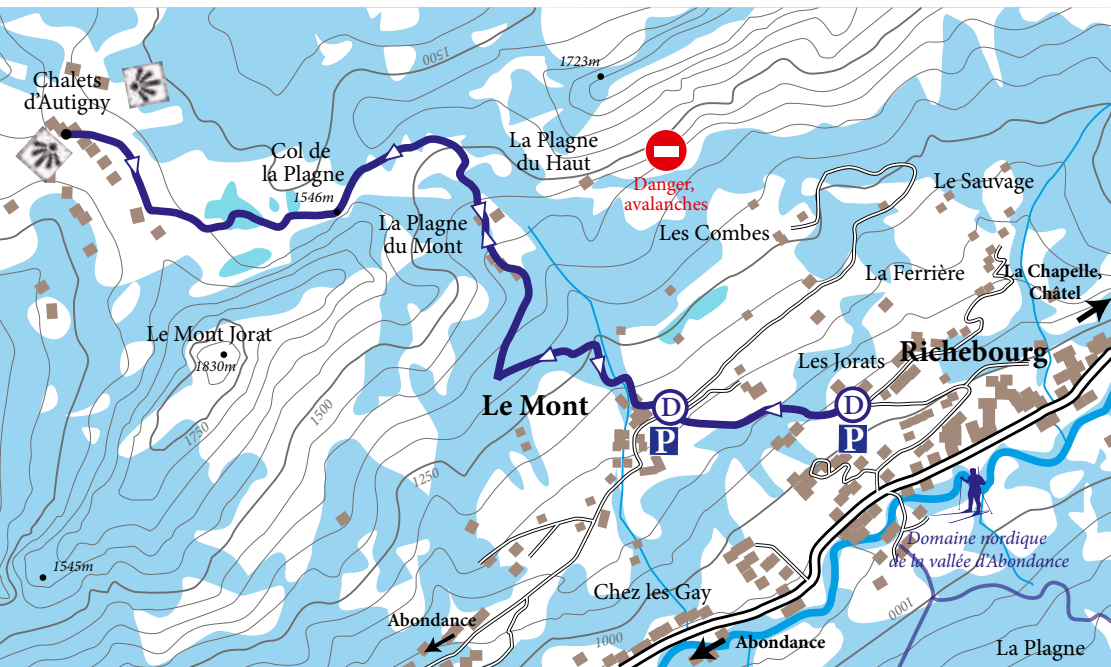 1500
1723m
Chalets
d'Autigny
La Plagne
du Haut
Col de
la Plagne
1546m
Danger,
avalanches
Le Sauvage
La Plagne
du Mont
Les Combes
La Ferrière
La Chapelle,
Châtel
Le Mont Jorat
1830m
Les Jorats
Richebourg
Le Mont
D
D
P
P
1750
1500
1250
1545m
Domaine nordique
de la vallée d'Abondance
Chez les Gay
1000
Abondance
1000
Abondance
La Plagne